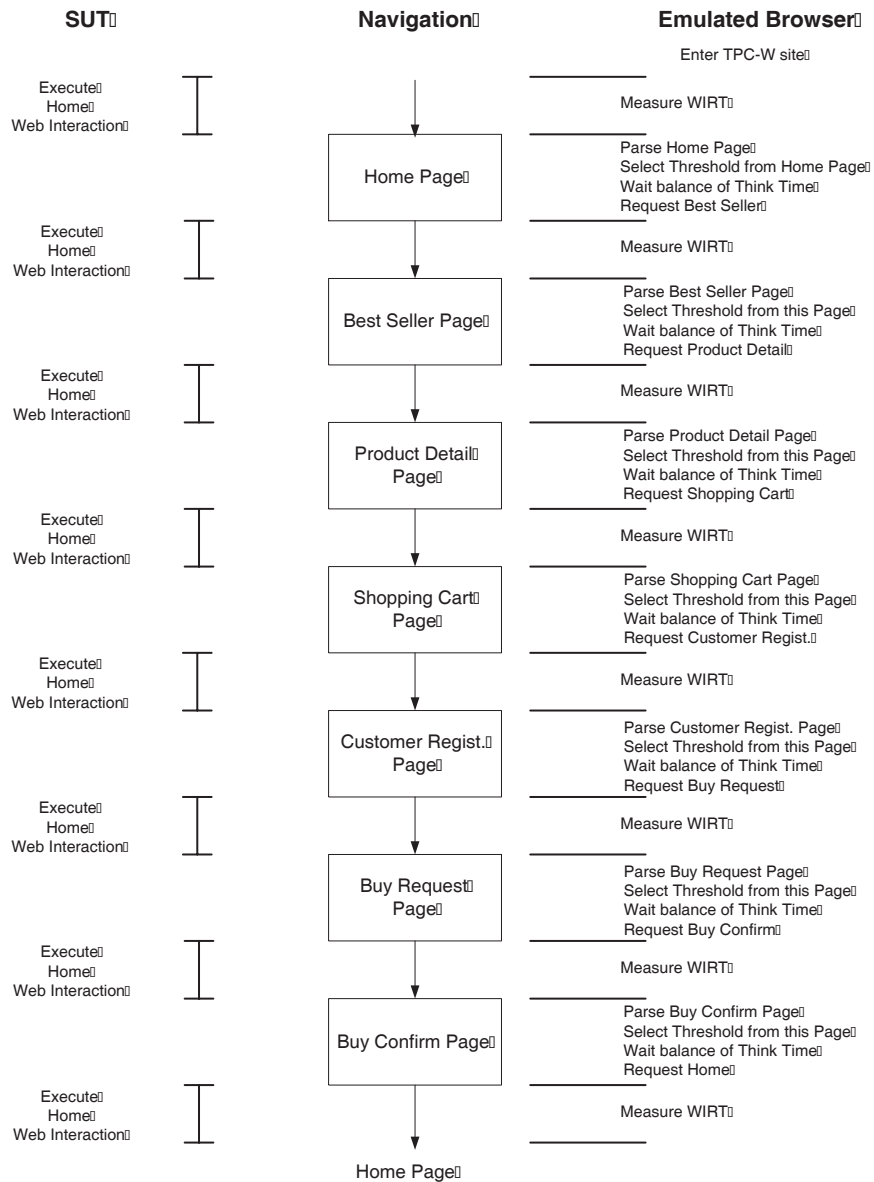 SUT Navigation Emulated Browser
Enter TPC-W site
Execute
Home
Web Interaction
Measure WIRT
Home Page
Parse Home Page
Select Threshold from Home Page
Wait balance of Think Time
Request Best Seller
Execute
Home
Web Interaction
Measure WIRT
Best Seller Page
Parse Best Seller Page
Select Threshold from this Page
Wait balance of Think Time
Request Product Detail
Execute
Home
Web Interaction
Measure WIRT
Product Detail
Page
Parse Product Detail Page
Select Threshold from this Page
Wait balance of Think Time
Request Shopping Cart
Execute
Home
Web Interaction
Measure WIRT
Shopping Cart
Page
Parse Shopping Cart Page
Select Threshold from this Page
Wait balance of Think Time
Request Customer Regist.
Execute
Home
Web Interaction
Measure WIRT
Customer Regist.
Page
Parse Customer Regist. Page
Select Threshold from this Page
Wait balance of Think Time
Request Buy Request
Execute
Home
Web Interaction
Measure WIRT
Buy Request
Page
Parse Buy Request Page
Select Threshold from this Page
Wait balance of Think Time
Request Buy Confirm
Execute
Home
Web Interaction
Measure WIRT
Buy Confirm Page
Parse Buy Confirm Page
Select Threshold from this Page
Wait balance of Think Time
Request Home
Execute
Home
Web Interaction
Measure WIRT
Home Page